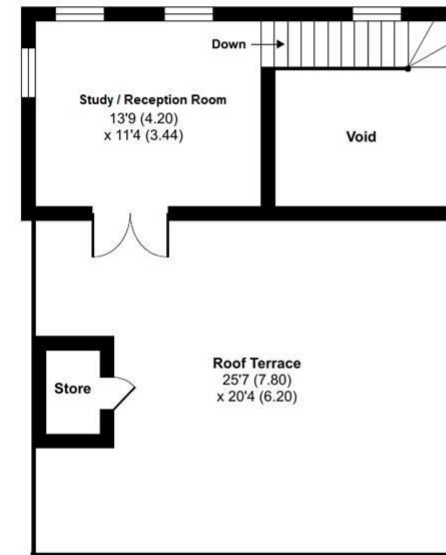 Down
Study / Reception Room
13'9 (4.20)
x 11'4 (3.44)
Void
Roof Terrace
25'7 (7.80)
x 20'4 (6.20)
Store